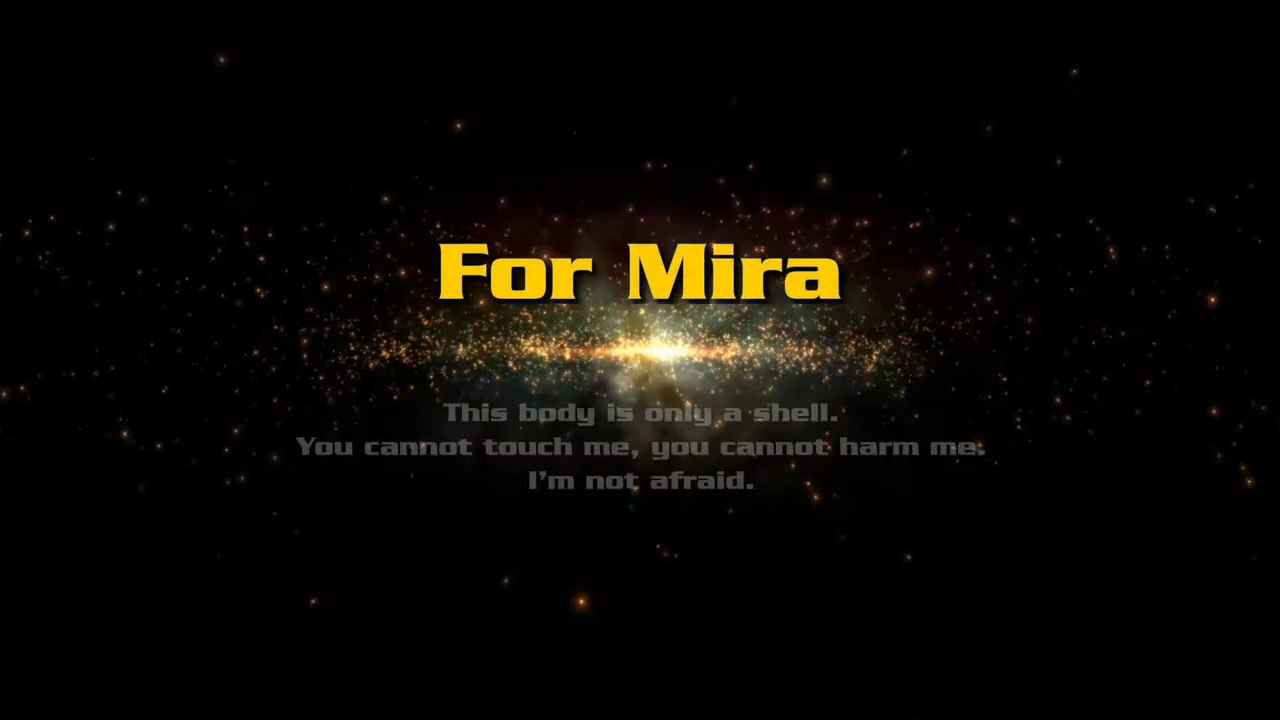 For Mira
This body is only a shell.
You cannot touch me, you cannot harm me.
I'm not afraid.